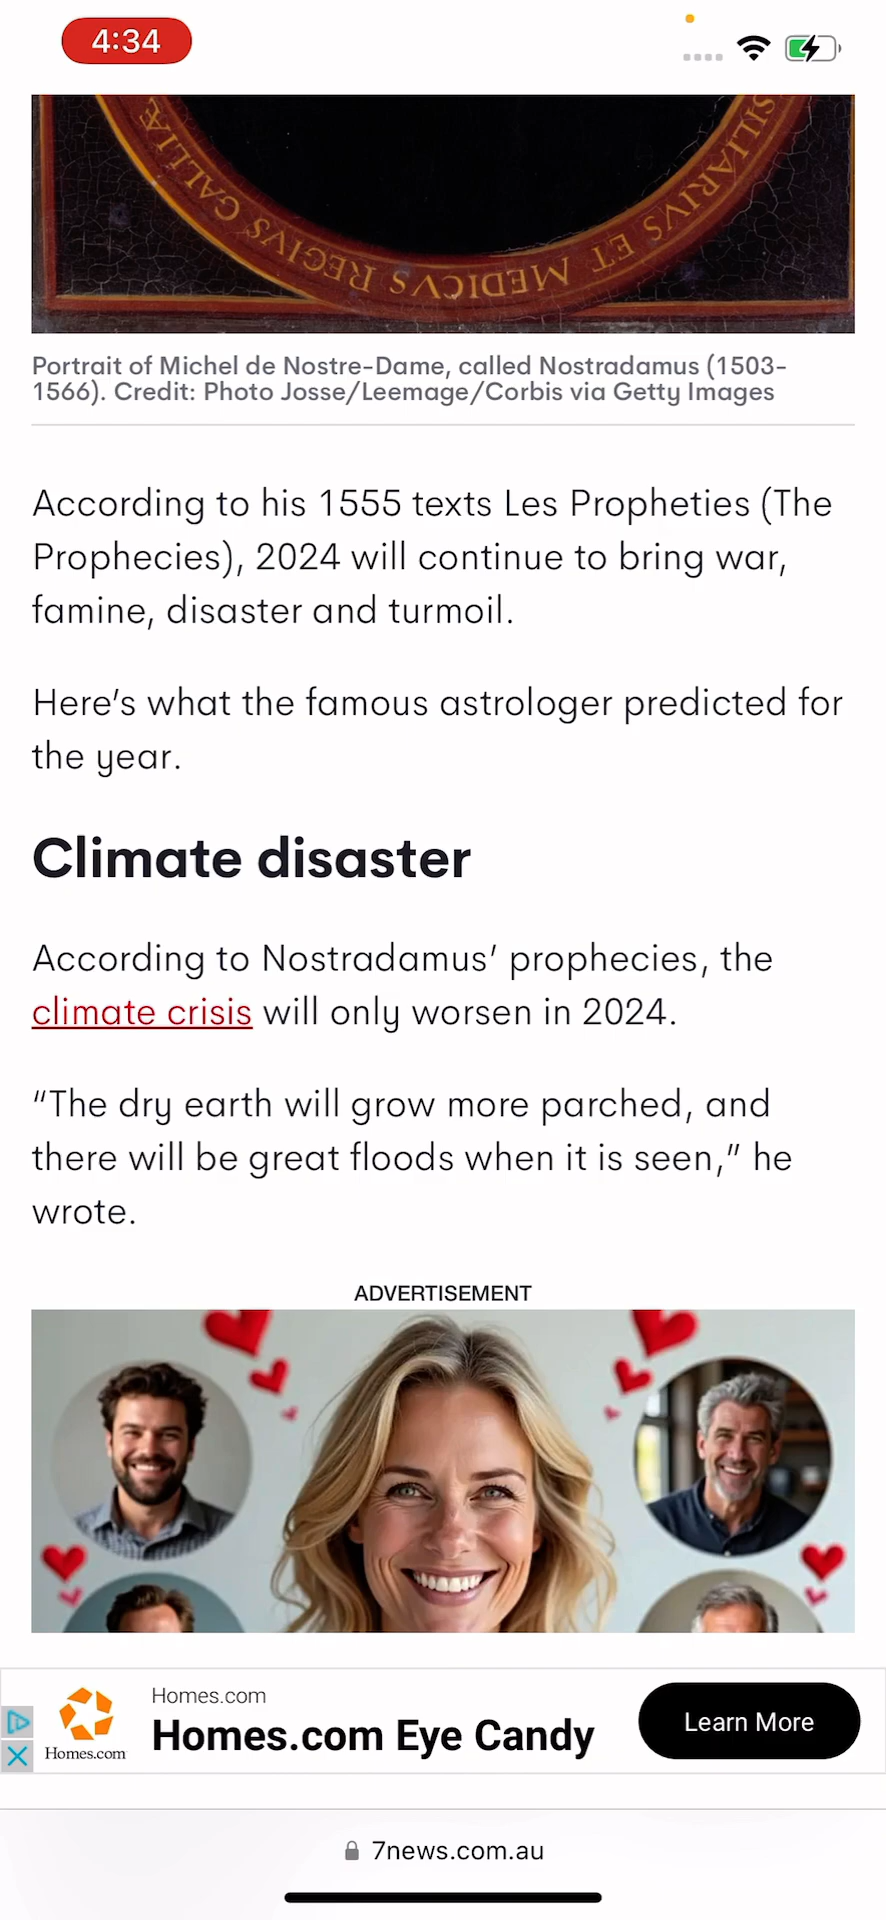 4:34
GALLIÆ
SILIARIVS ET MEDICVS REGIVS
Portrait of Michel de Nostre-Dame, called Nostradamus (1503-
1566). Credit: Photo Josse/Leemage/Corbis via Getty Images
According to his 1555 texts Les Propheties (The
Prophecies), 2024 will continue to bring war,
famine, disaster and turmoil.
Here's what the famous astrologer predicted for
the year.
Climate disaster
According to Nostradamus' prophecies, the
climate crisis will only worsen in 2024.
"The dry earth will grow more parched, and
there will be great floods when it is seen," he
wrote.
ADVERTISEMENT
Homes.com
Homes.com
Homes.com Eye Candy
Learn More
7news.com.au